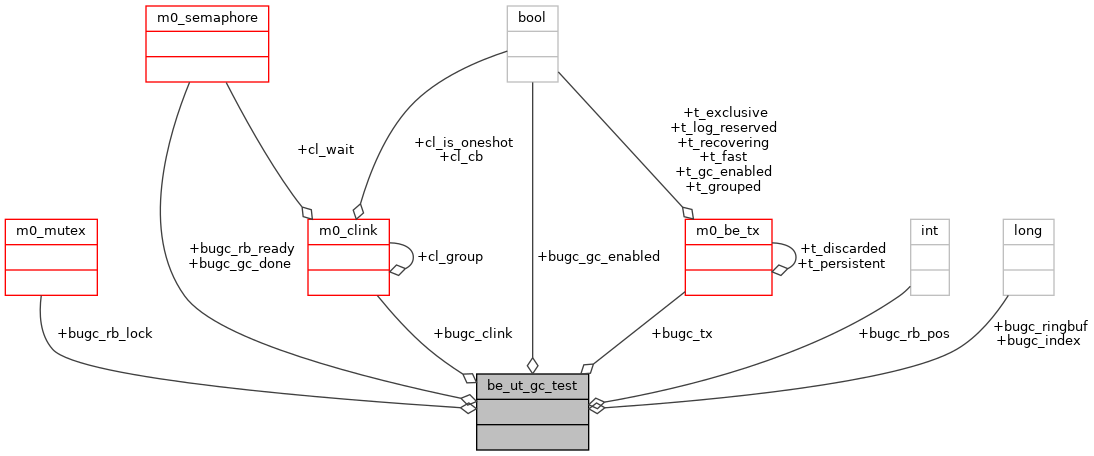 m0_semaphore
bool
+t_exclusive
+t_log_reserved
+t_recovering
+t_fast
+t_gc_enabled
+t_grouped
+cl_is_oneshot
+cl_cb
+cl_wait
m0_mutex
m0_clink
m0_be_tx
int
long
+bugc_rb_ready
+bugc_gc_done
+cl_group
+bugc_gc_enabled
+t_discarded
+t_persistent
+bugc_rb_lock
+bugc_clink
+bugc_tx
+bugc_rb_pos
+bugc_ringbuf
+bugc_index
be_ut_gc_test